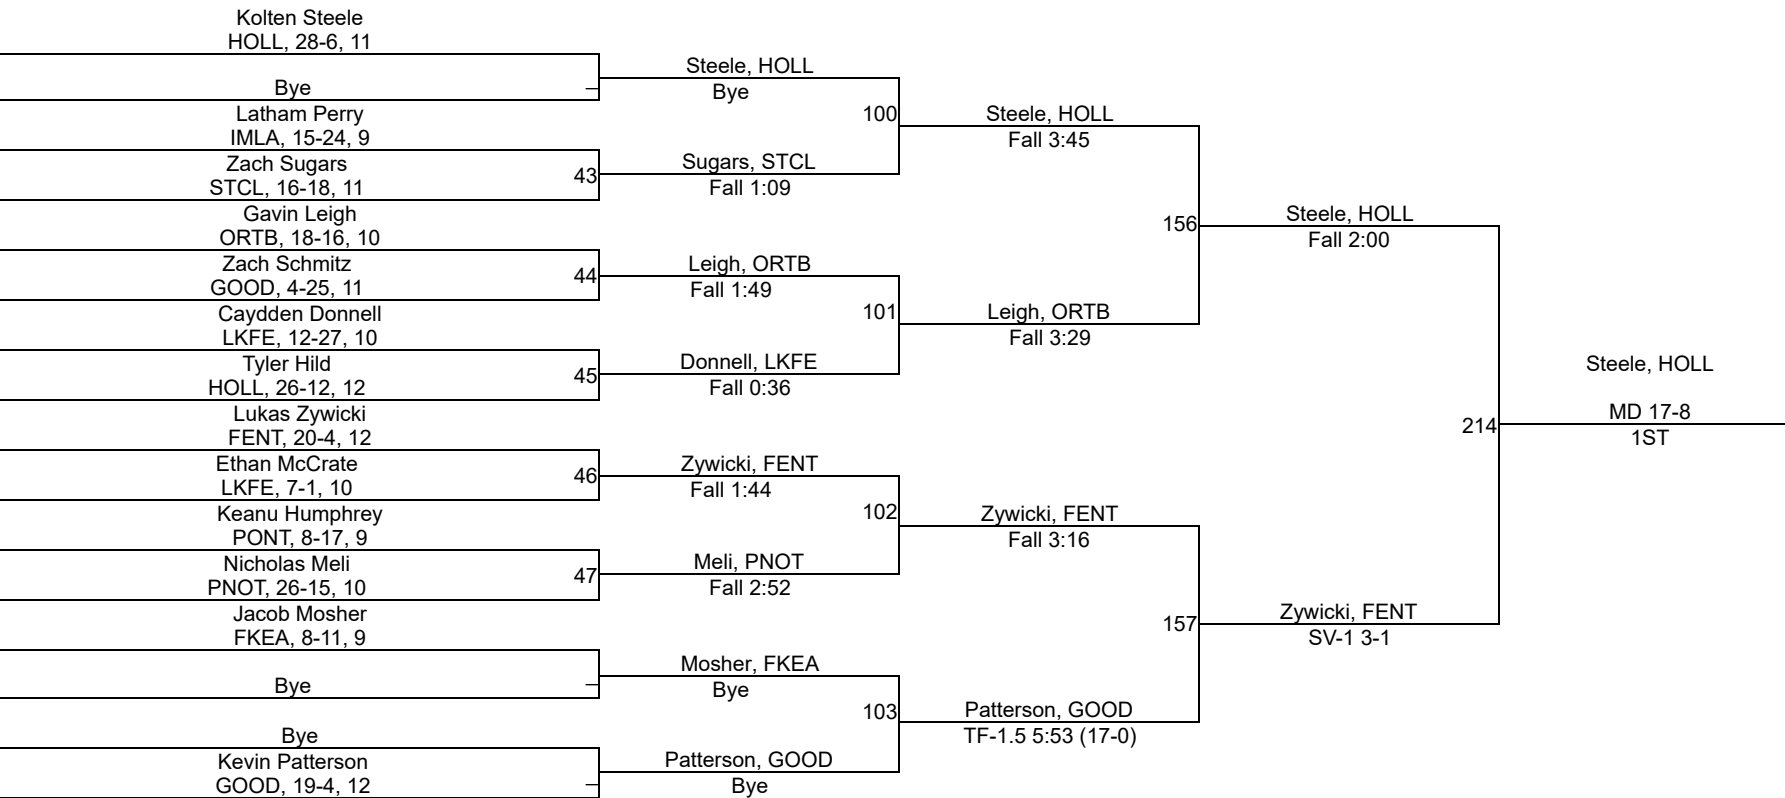 Kolten Steele
HOLL, 28-6, 11
Bye
Latham Perry
IMLA, 15-24, 9
Zach Sugars
STCL, 16-18, 11
43
Gavin Leigh
ORTB, 18-16, 10
Zach Schmitz
GOOD, 4-25, 11
44
Caydden Donnell
LKFE, 12-27, 10
Tyler Hild
HOLL, 26-12, 12
45
Lukas Zywicki
FENT, 20-4, 12
Ethan McCrate
LKFE, 7-1, 10
46
Keanu Humphrey
PONT, 8-17, 9
Nicholas Meli
PNOT, 26-15, 10
47
Jacob Mosher
FKEA, 8-11, 9
Bye
Bye
Kevin Patterson
GOOD, 19-4, 12
Steele, HOLL
Bye
100
Sugars, STCL
Fall 1:09
Leigh, ORTB
Fall 1:49
101
Donnell, LKFE
Fall 0:36
Zywicki, FENT
Fall 1:44
102
Meli, PNOT
Fall 2:52
Mosher, FKEA
Bye
103
Patterson, GOOD
Bye
Steele, HOLL
Fall 3:45
156
Leigh, ORTB
Fall 3:29
Zywicki, FENT
Fall 3:16
157
Patterson, GOOD
TF-1.5 5:53 (17-0)
Steele, HOLL
Fall 2:00
214
Zywicki, FENT
SV-1 3-1
Steele, HOLL
MD 17-8
1ST